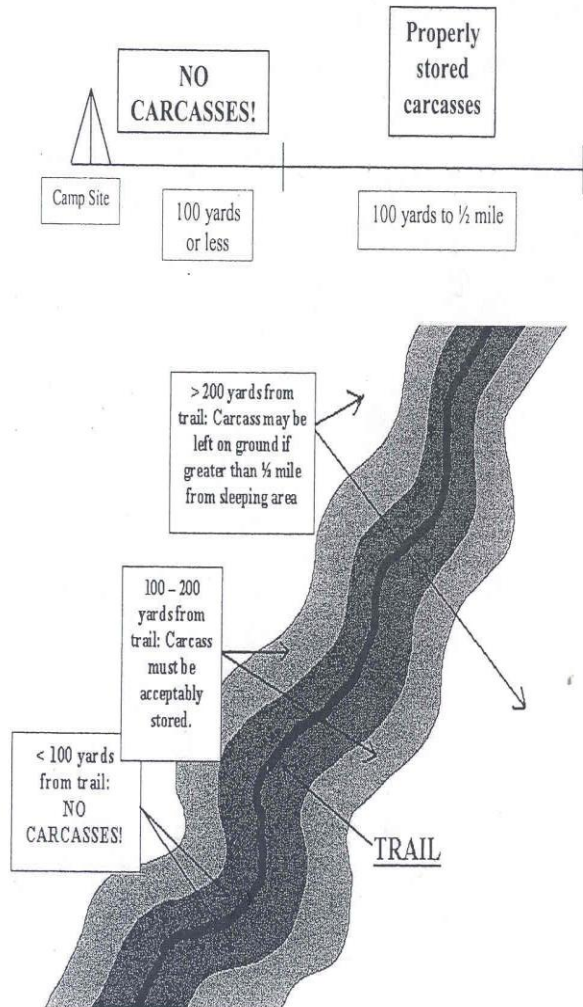 NO
CARCASSES!
Properly
stored
carcasses
Camp Site
100 yards
or less
100 yards to ½ mile
> 200 yards from
trail: Carcass may be
left on ground if
greater than ½ mile
from sleeping area
100 – 200
yards from
trail: Carcass
must be
acceptably
stored.
< 100 yards
from trail:
NO
CARCASSES!
TRAIL